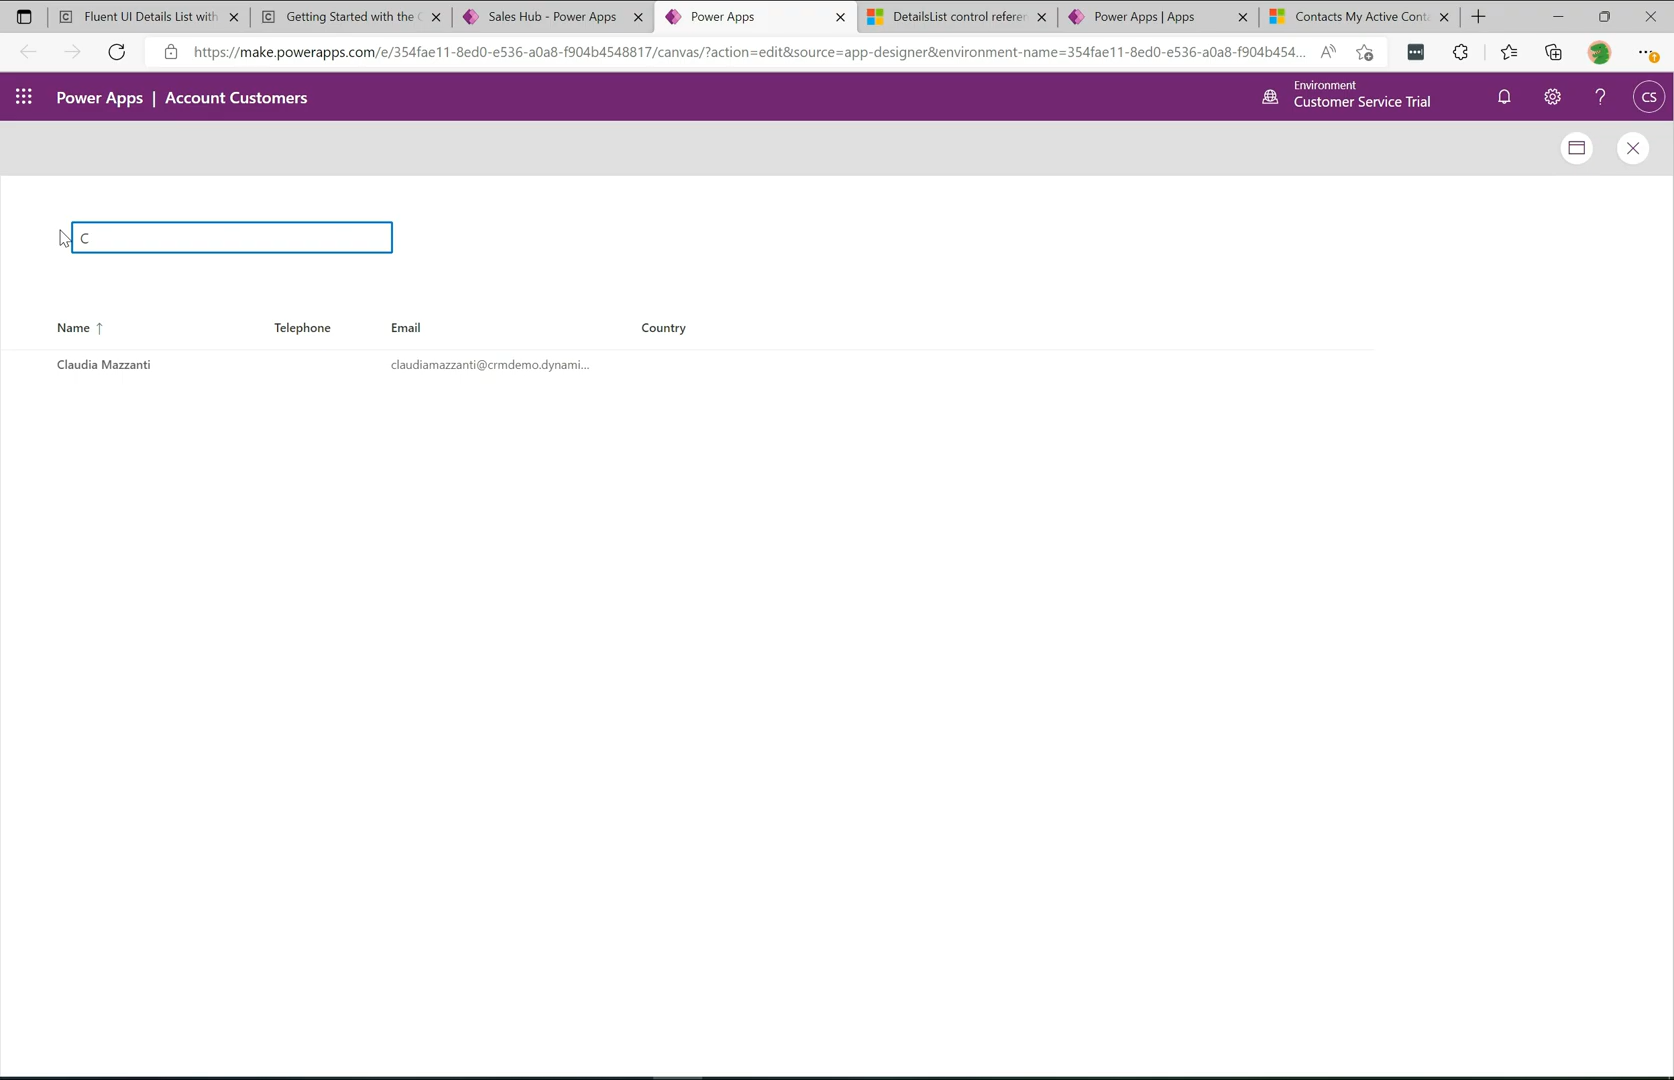 Fluent UI Details List with
Getting Started with the
Sales Hub - Power Apps
Power Apps
DetailsList control referen
Power Apps | Apps
Contacts My Active Cont
https://make.powerapps.com/e/354fae11-8ed0-e536-a0a8-f904b4548817/canvas/?action=edit&source=app-designer&environment-name=354fae11-8ed0-e536-a0a8-f904b454...
Power Apps | Account Customers
Environment
Customer Service Trial
CS
C
Name ↑ Telephone Email Country
Claudia Mazzanti claudiamazzanti@crmdemo.dynami...